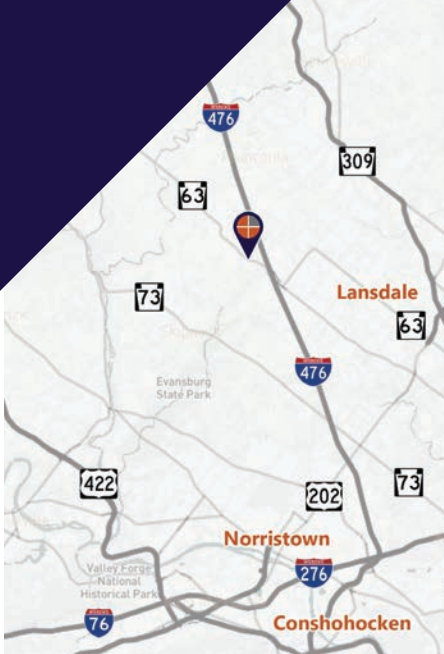 476
309
63
73
Lansdale
63
476
Evansburg
State Park
422
202
73
Norristown
276
Valley Forge
National
Historical Park
76
Conshohocken